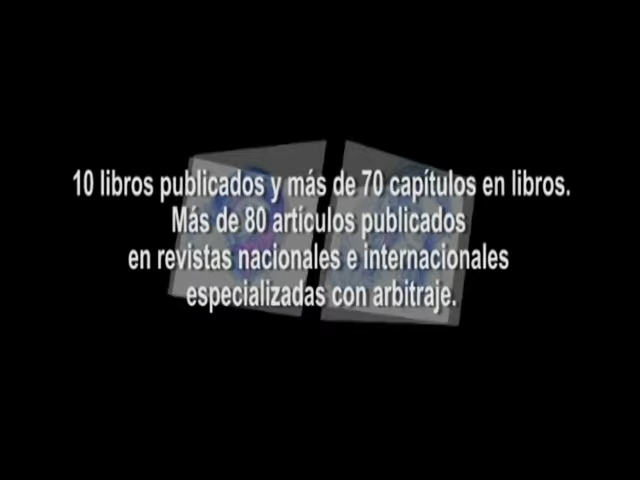 10 libros publicados y más de 70 capítulos en libros.
Más de 80 artículos publicados
en revistas nacionales e internacionales
especializadas con arbitraje.